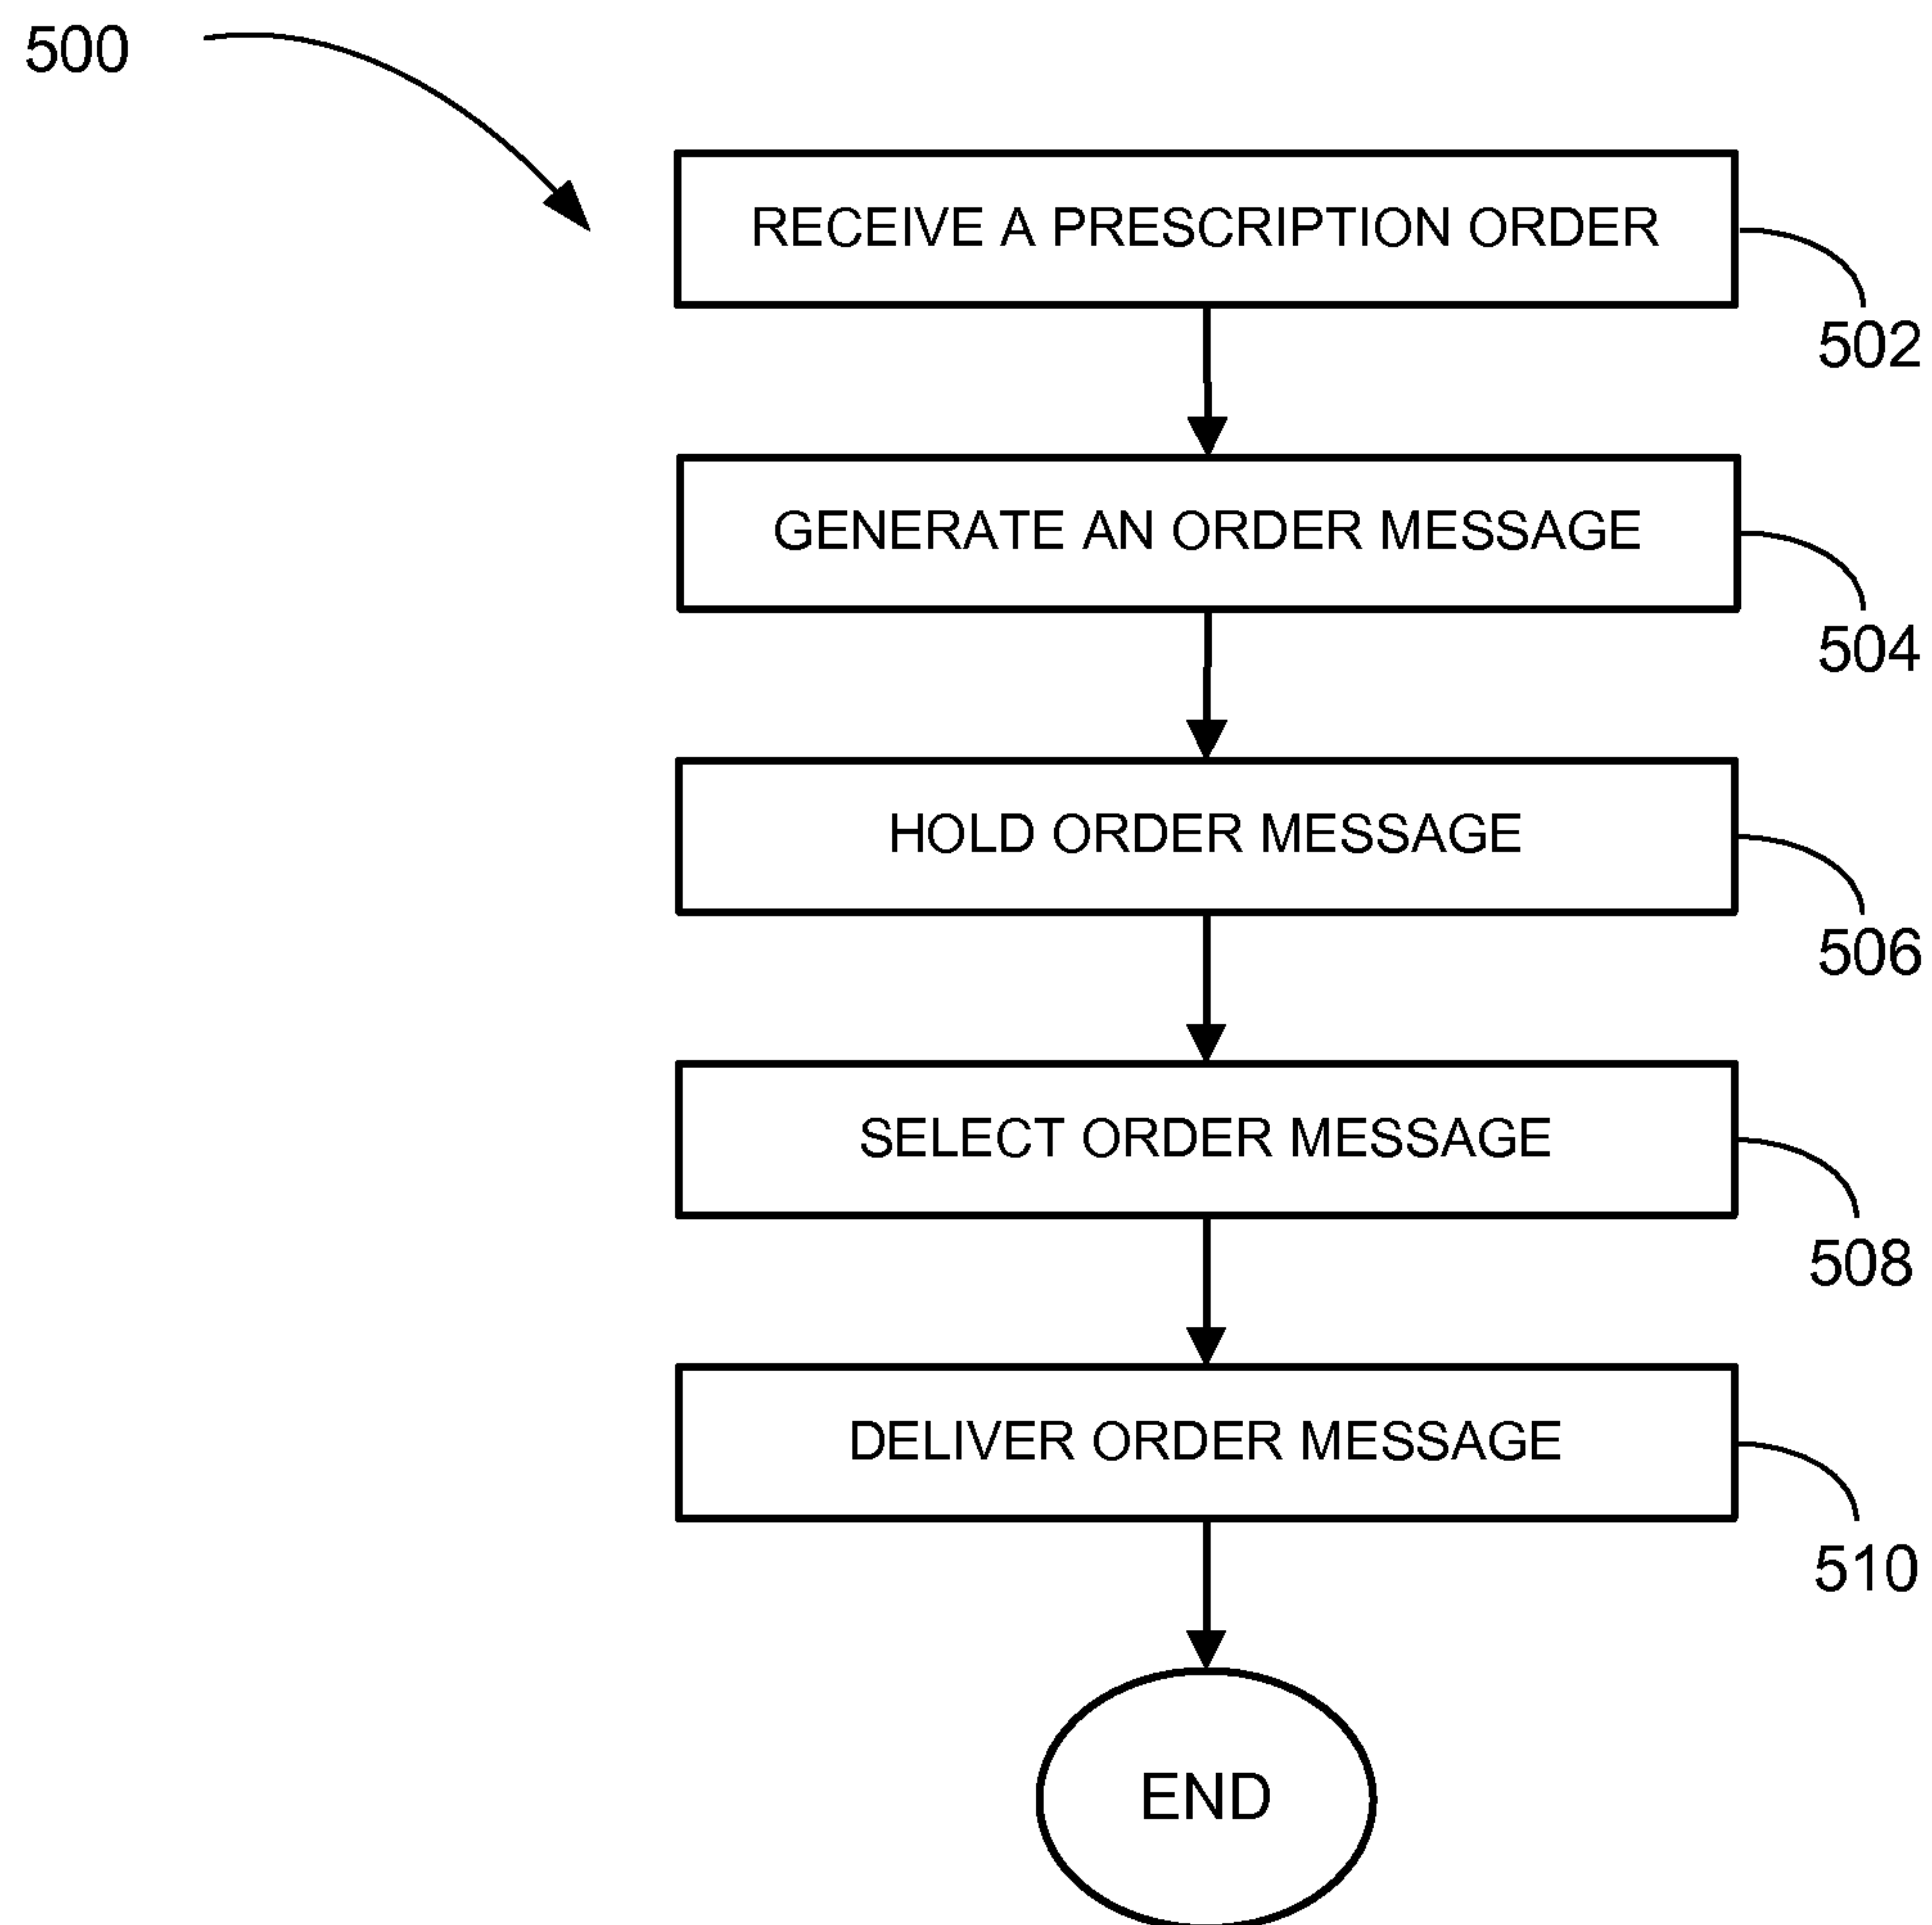 500
RECEIVE A PRESCRIPTION ORDER
502
GENERATE AN ORDER MESSAGE
504
HOLD ORDER MESSAGE
506
SELECT ORDER MESSAGE
508
DELIVER ORDER MESSAGE
510
END